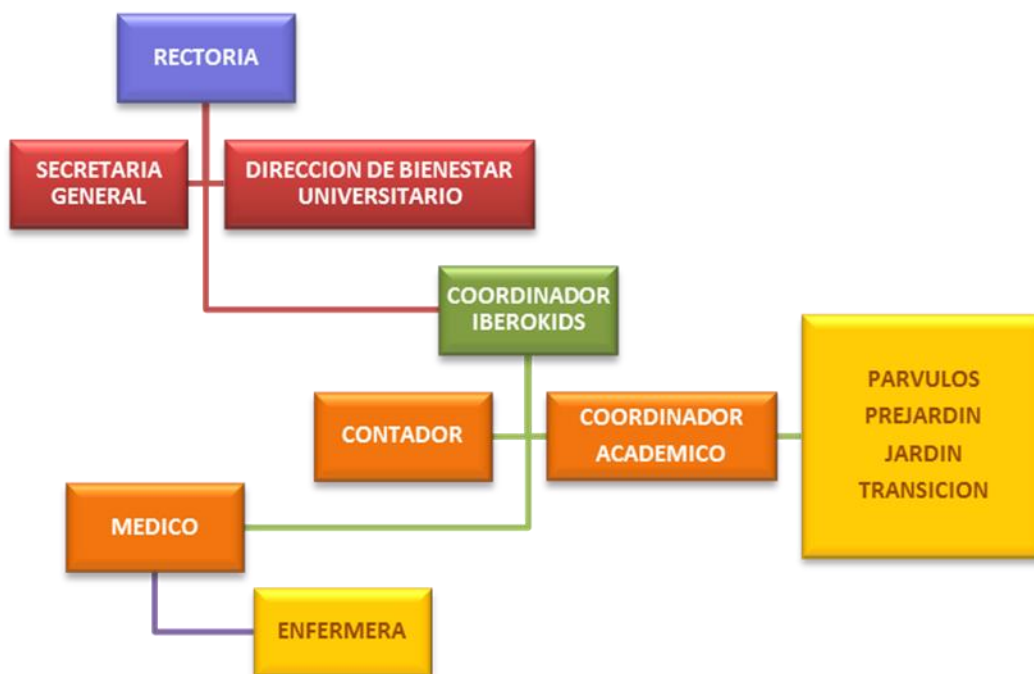 RECTORIA
SECRETARIA
GENERAL
DIRECCION DE BIENESTAR
UNIVERSITARIO
COORDINADOR
IBEROKIDS
CONTADOR
COORDINADOR
ACADEMICO
PARVULOS
PREJARDIN
JARDIN
TRANSICION
MEDICO
ENFERMERA